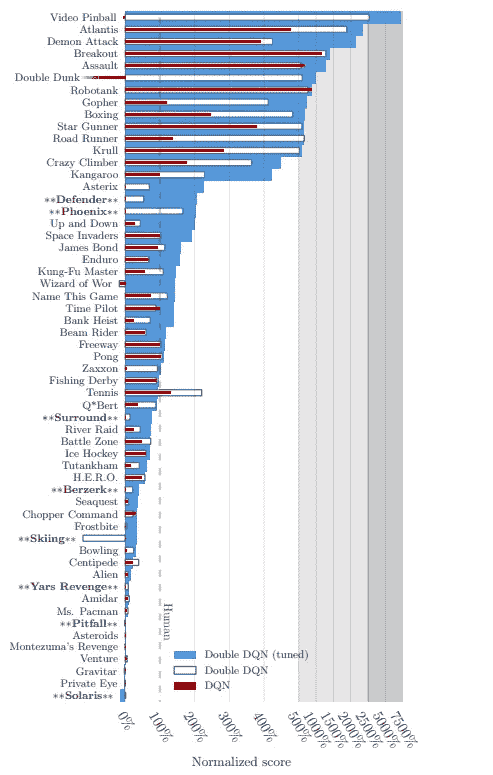 Video Pinball
Atlantis
Demon Attack
Breakout
Assault
Double Dunk
Robotank
Gopher
Boxing
Star Gunner
Road Runner
Krull
Crazy Climber
Kangaroo
Asterix
**Defender**
**Phoenix**
Up and Down
Space Invaders
James Bond
Enduro
Kung-Fu Master
Wizard of Wor
Name This Game
Time Pilot
Bank Heist
Beam Rider
Freeway
Pong
Zaxxon
Fishing Derby
Tennis
Q*Bert
**Surround**
River Raid
Battle Zone
Ice Hockey
Tutankham
H.E.R.O.
**Berzerk**
Seaquest
Chopper Command
Frostbite
**Skiing**
Bowling
Centipede
Alien
**Yars Revenge**
Amidar
Ms. Pacman
**Pitfall**
Asteroids
Montezuma's Revenge
Venture
Gravitar
Private Eye
**Solaris**
Human
Double DQN (tuned)
Double DQN
DQN
0%
100%
200%
300%
400%
500%
1000%
1500%
2000%
2500%
5000%
7500%
Normalized score